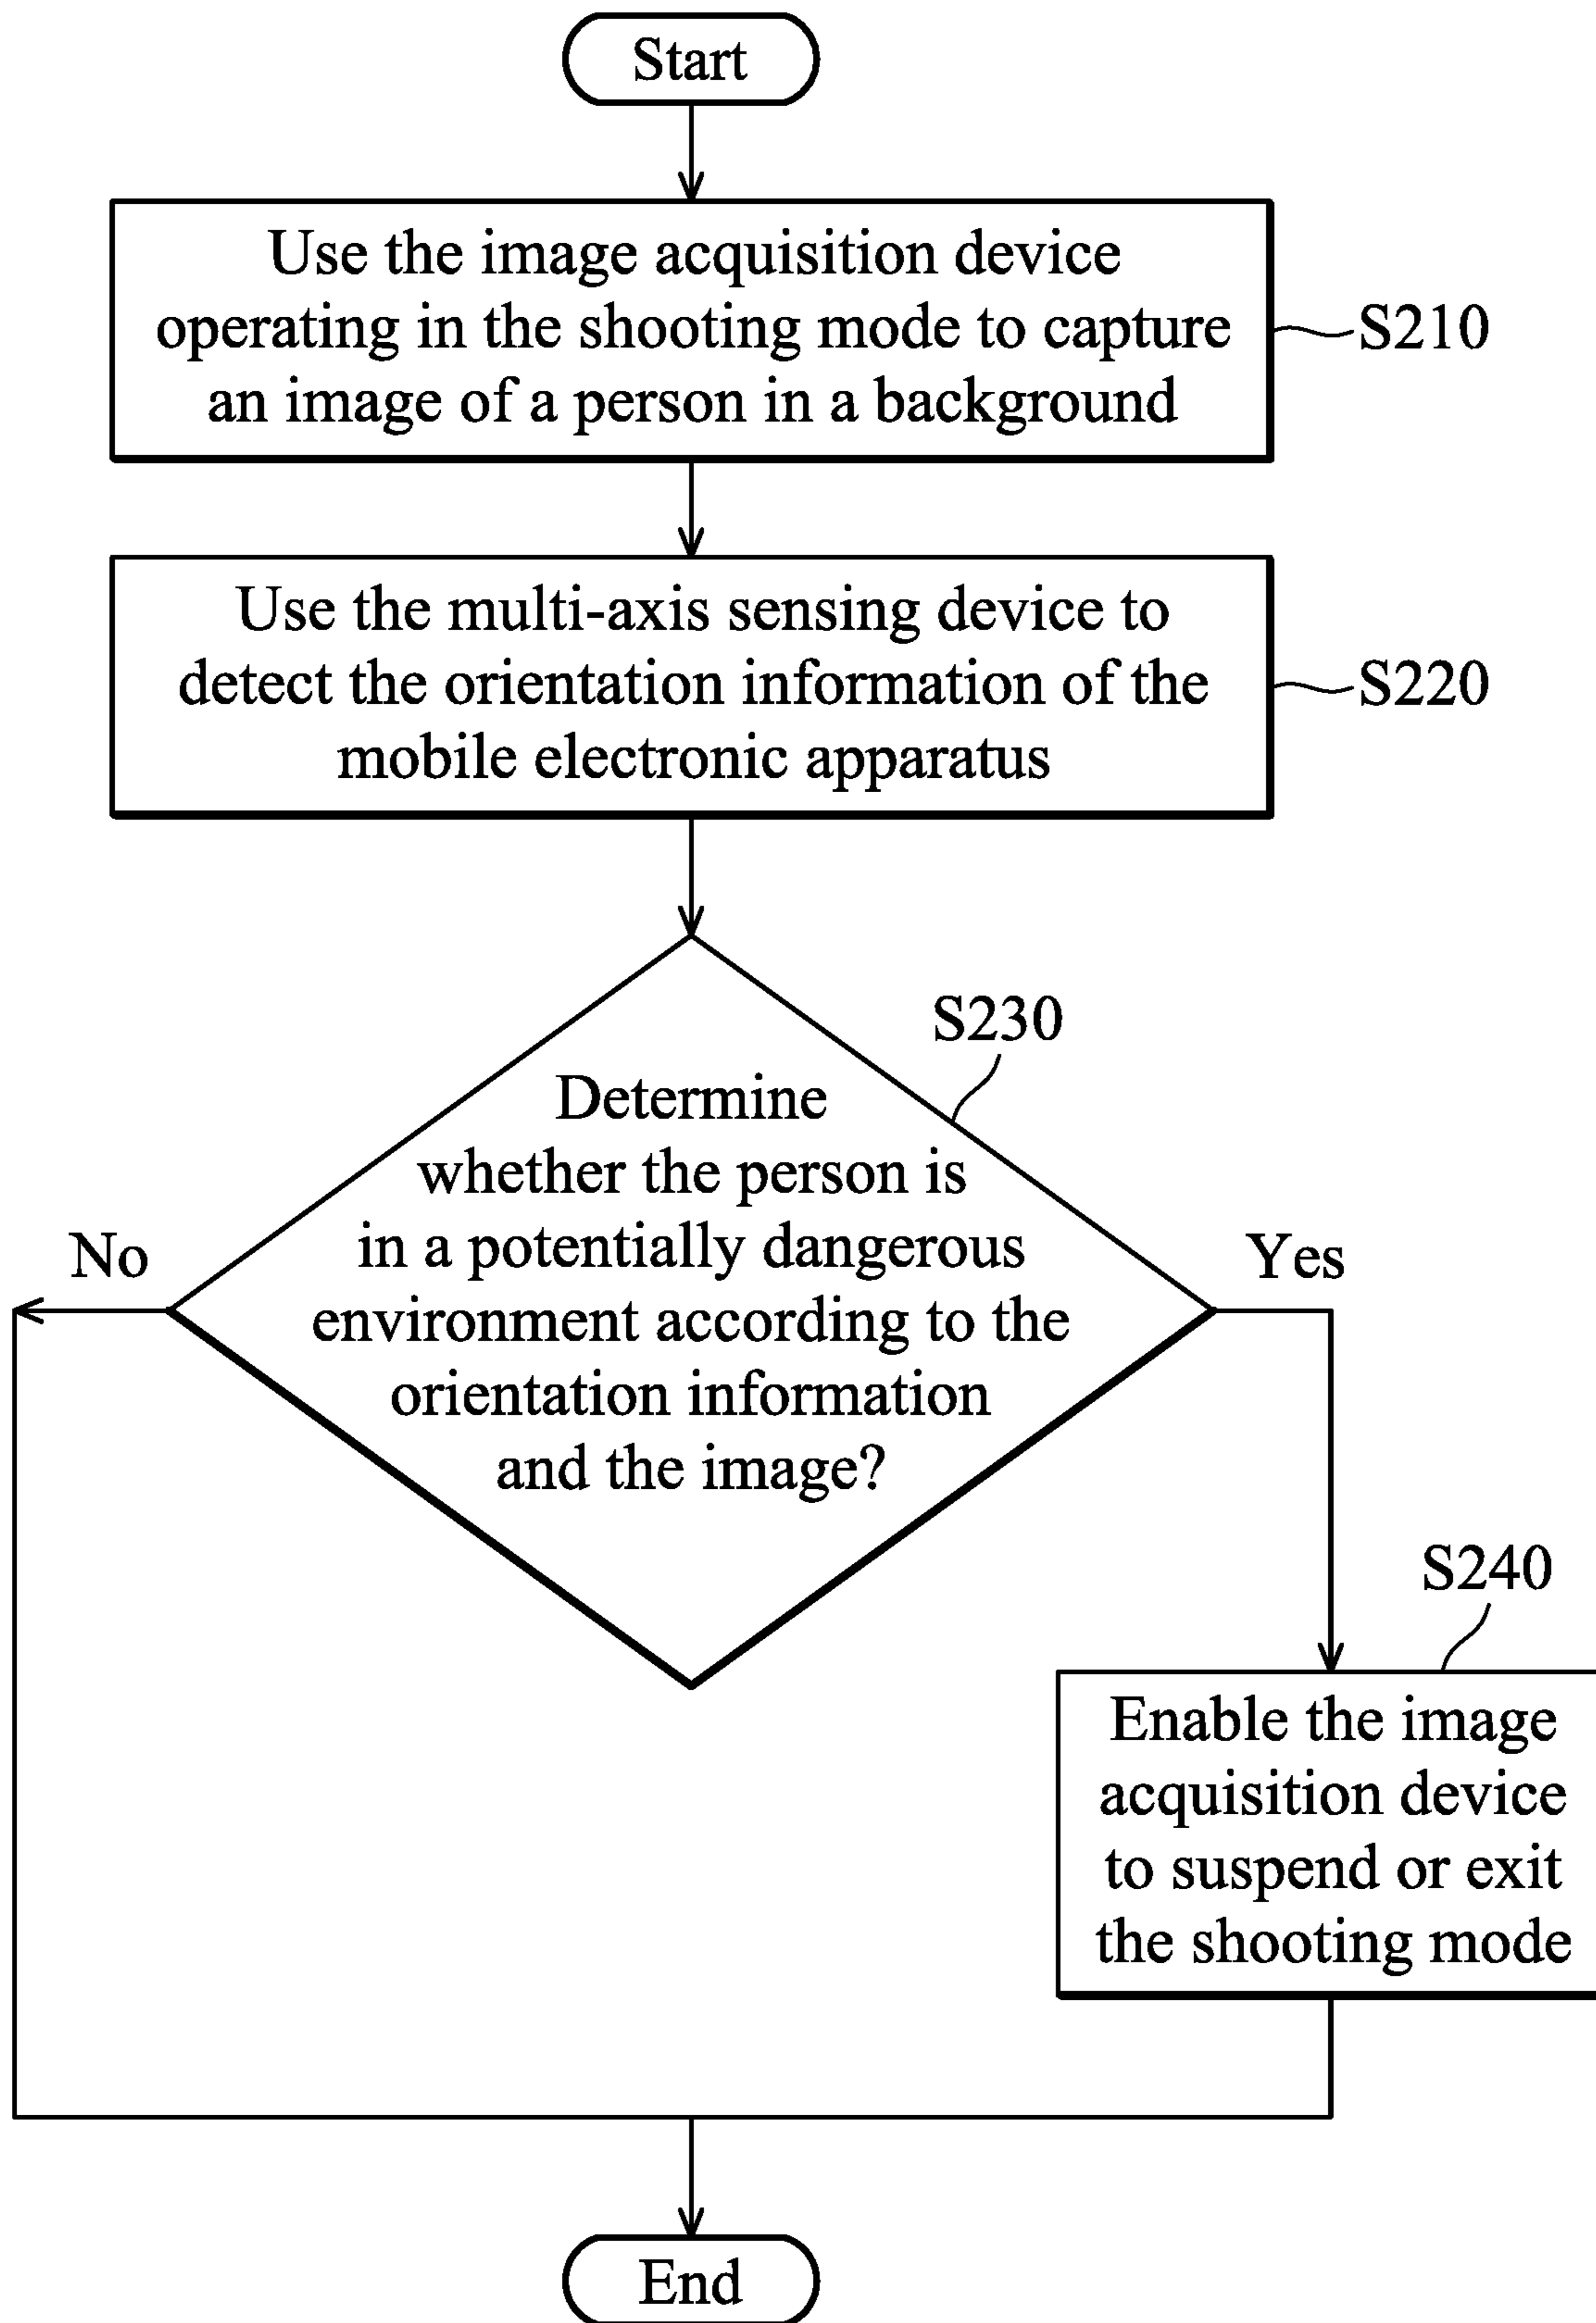 Start
Use the image acquisition device
operating in the shooting mode to capture
an image of a person in a background
S210
Use the multi-axis sensing device to
detect the orientation information of the
mobile electronic apparatus
S220
S230
Determine
whether the person is
in a potentially dangerous
environment according to the
orientation information
and the image?
No
Yes
S240
Enable the image
acquisition device
to suspend or exit
the shooting mode
End